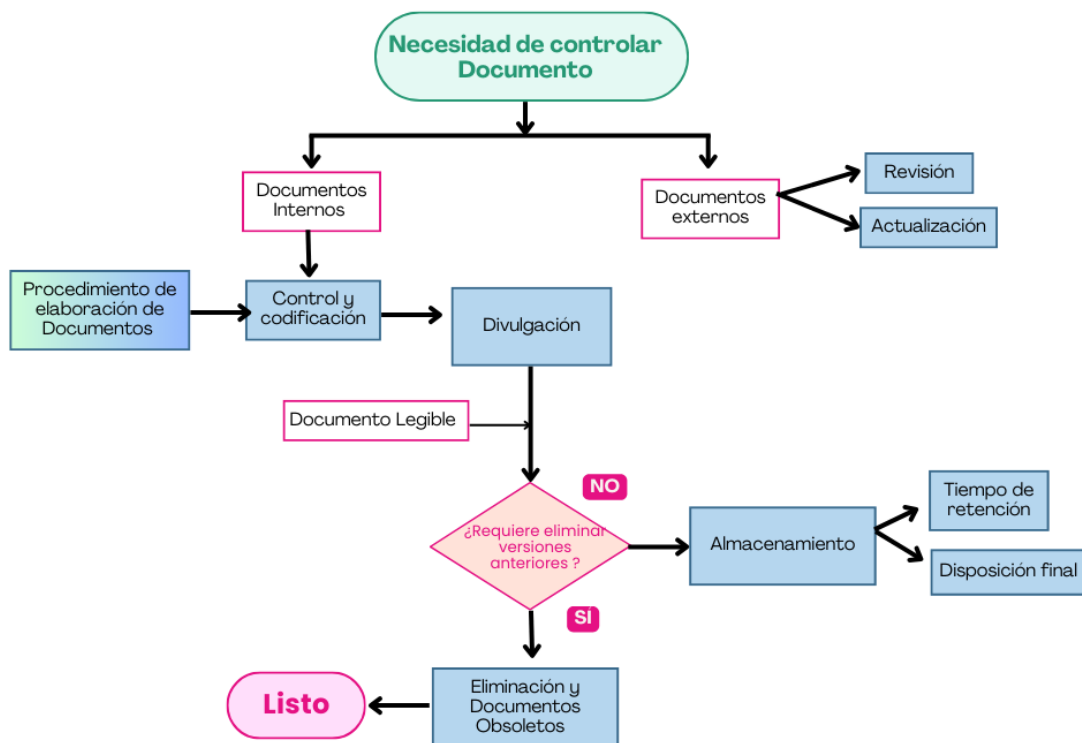 Necesidad de controlar
Documento
Documentos
Internos
Documentos
externos
Revisión
Actualización
Procedimiento de
elaboración de
Documentos
Control y
codificación
Divulgación
Documento Legible
NO
¿Requiere eliminar
versiones
anteriores ?
Almacenamiento
Tiempo de
retención
Disposición final
SÍ
Eliminación y
Documentos
Obsoletos
Listo